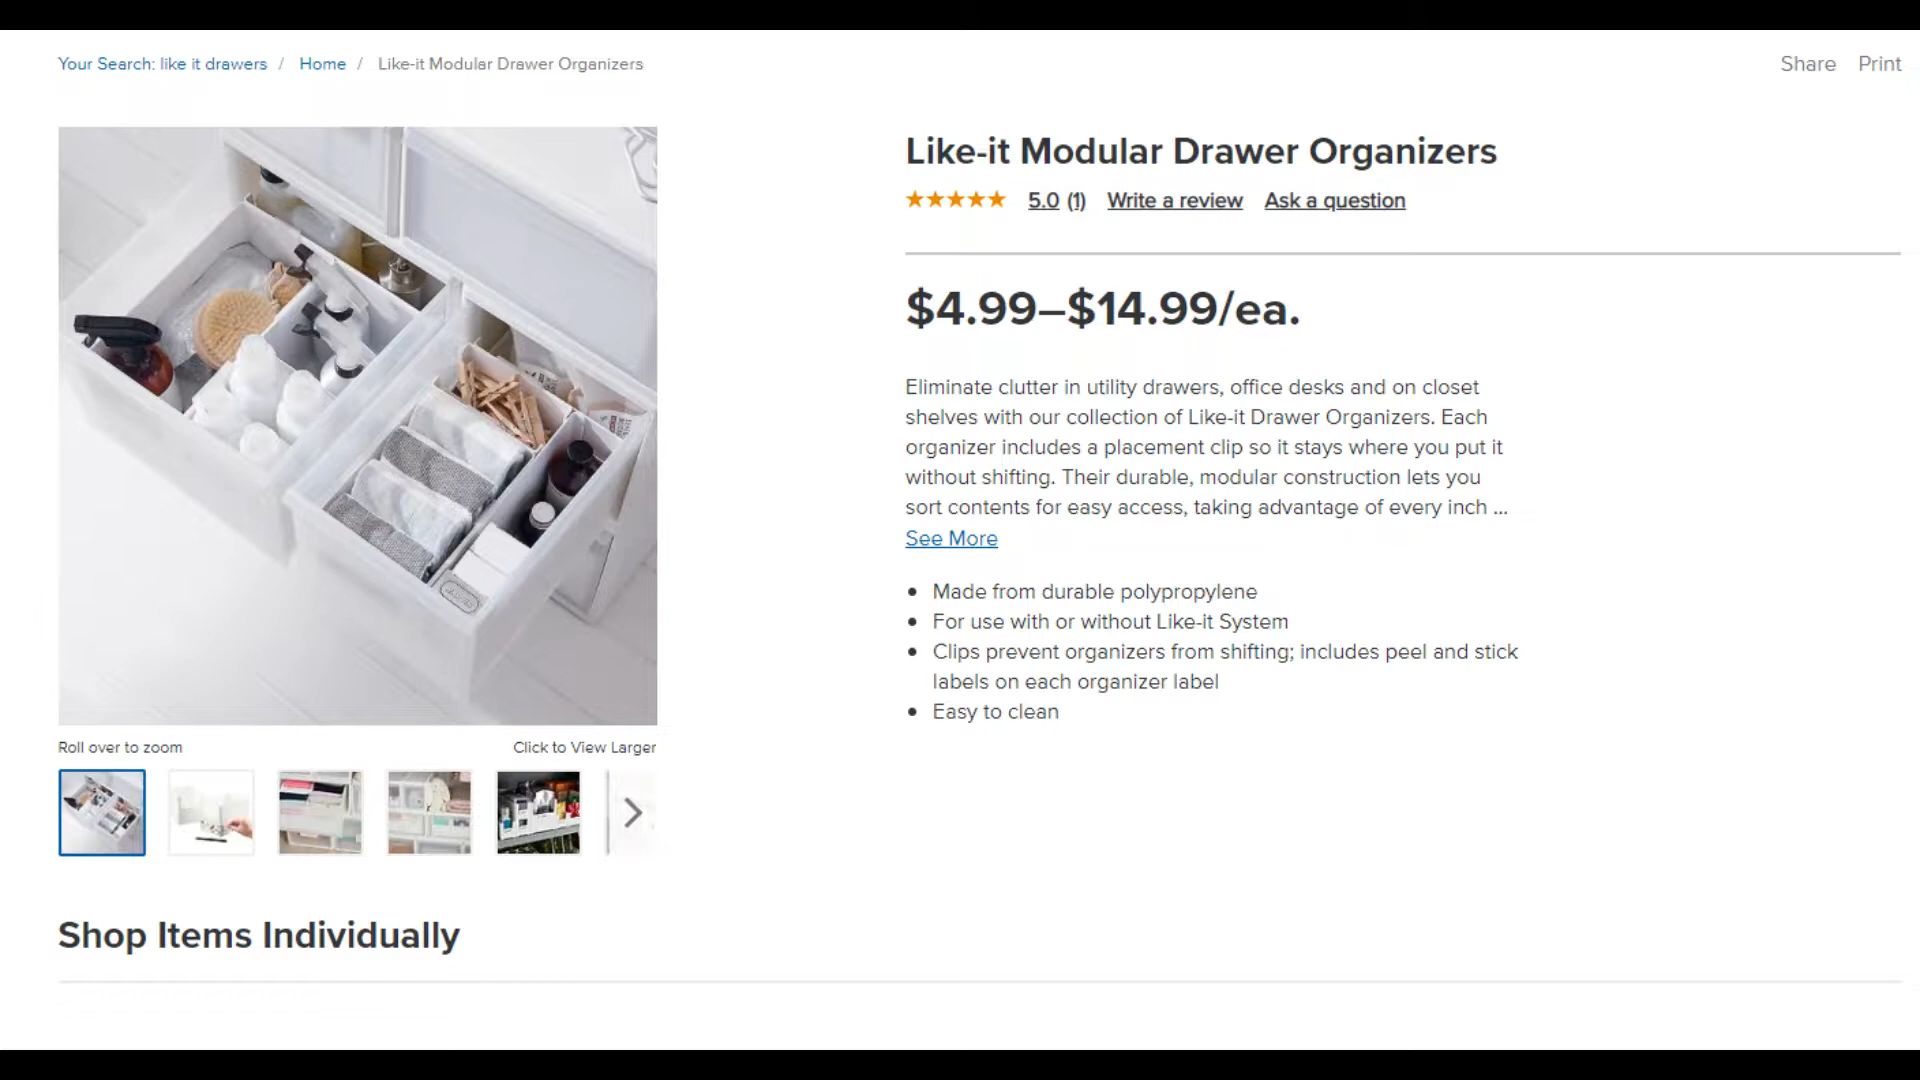 Your Search: like it drawers / Home / Like-it Modular Drawer Organizers
Share Print
Like-it Modular Drawer Organizers
5.0 (1) Write a review Ask a question
$4.99–$14.99/ea.
Eliminate clutter in utility drawers, office desks and on closet
shelves with our collection of Like-it Drawer Organizers. Each
organizer includes a placement clip so it stays where you put it
without shifting. Their durable, modular construction lets you
sort contents for easy access, taking advantage of every inch ...
See More
• Made from durable polypropylene
• For use with or without Like-it System
• Clips prevent organizers from shifting; includes peel and stick
labels on each organizer label
• Easy to clean
Roll over to zoom
Click to View Larger
Shop Items Individually